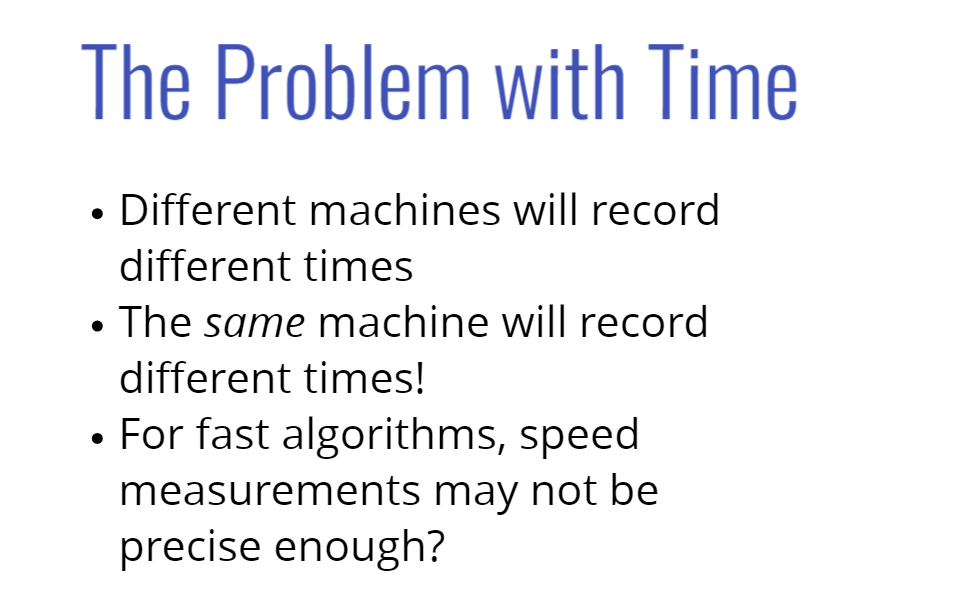 The Problem with Time
• Different machines will record
different times
• The same machine will record
different times!
• For fast algorithms, speed
measurements may not be
precise enough?